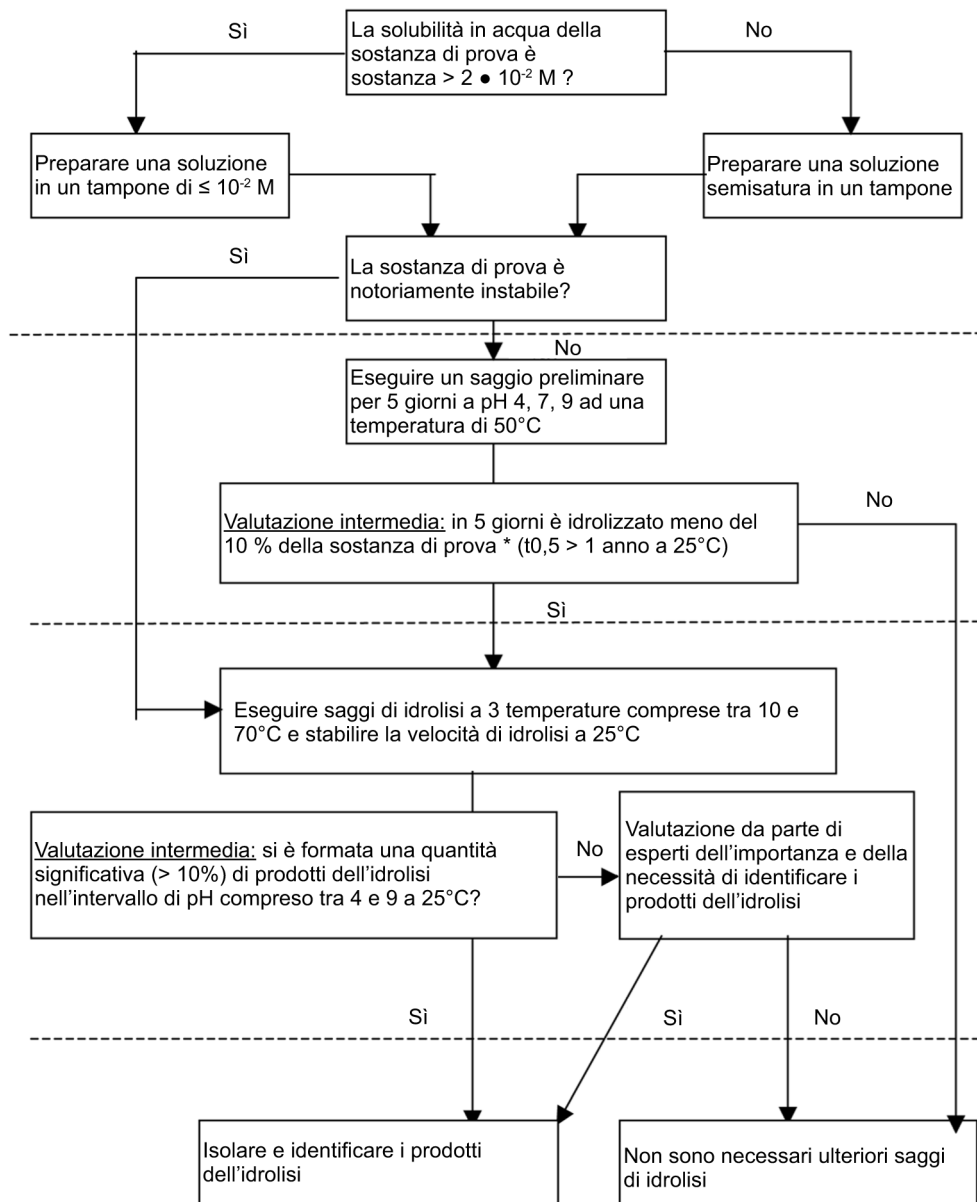 Sì
La solubilità in acqua della
sostanza di prova è
sostanza > 2 ● 10⁻² M ?
No
Preparare una soluzione
in un tampone di ≤ 10⁻² M
Preparare una soluzione
semisatura in un tampone
Sì
La sostanza di prova è
notoriamente instabile?
No
Eseguire un saggio preliminare
per 5 giorni a pH 4, 7, 9 ad una
temperatura di 50°C
No
Valutazione intermedia: in 5 giorni è idrolizzato meno del
10 % della sostanza di prova * (t0,5 > 1 anno a 25°C)
Sì
Eseguire saggi di idrolisi a 3 temperature comprese tra 10 e
70°C e stabilire la velocità di idrolisi a 25°C
Valutazione intermedia: si è formata una quantità
significativa (> 10%) di prodotti dell'idrolisi
nell'intervallo di pH compreso tra 4 e 9 a 25°C?
No
Valutazione da parte di
esperti dell'importanza e della
necessità di identificare i
prodotti dell'idrolisi
Sì
Sì
No
Isolare e identificare i prodotti
dell'idrolisi
Non sono necessari ulteriori saggi
di idrolisi